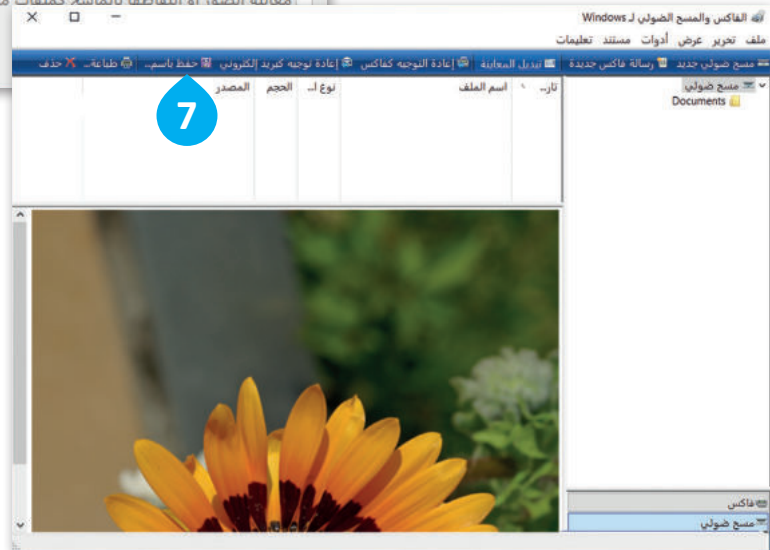 معاينة الصور أو التقاطها بالماسح كملفات
الفاكس والمسح الضوئي لـ Windows
ملف تحرير عرض أدوات مستند تعليمات
مسح ضوئي جديد رسالة فاكس جديدة تبديل المعاينة إعادة التوجيه كفاكس إعادة توجيه كبريد إلكتروني حفظ باسم... طباعة... حذف
مسح ضوئي
Documents
تار... اسم الملف نوع ا... الحجم المصدر
7
فاكس
مسح ضوئي